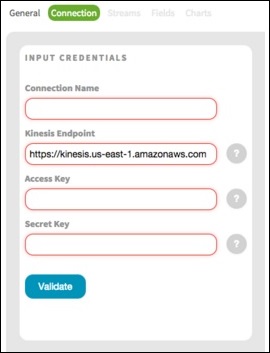 General Connection Streams Fields Charts
INPUT CREDENTIALS
Connection Name
Kinesis Endpoint
https://kinesis.us-east-1.amazonaws.com
?
Access Key
?
Secret Key
?
Validate